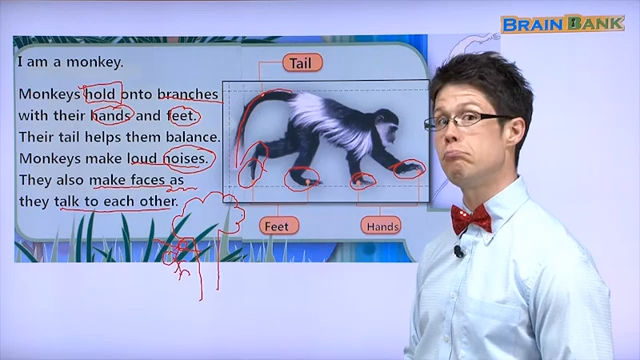 BRAIN BANK
I am a monkey.
Monkeys hold onto branches
with their hands and feet.
Their tail helps them balance.
Monkeys make loud noises.
They also make faces as
they talk to each other.
Tail
Feet
Hands